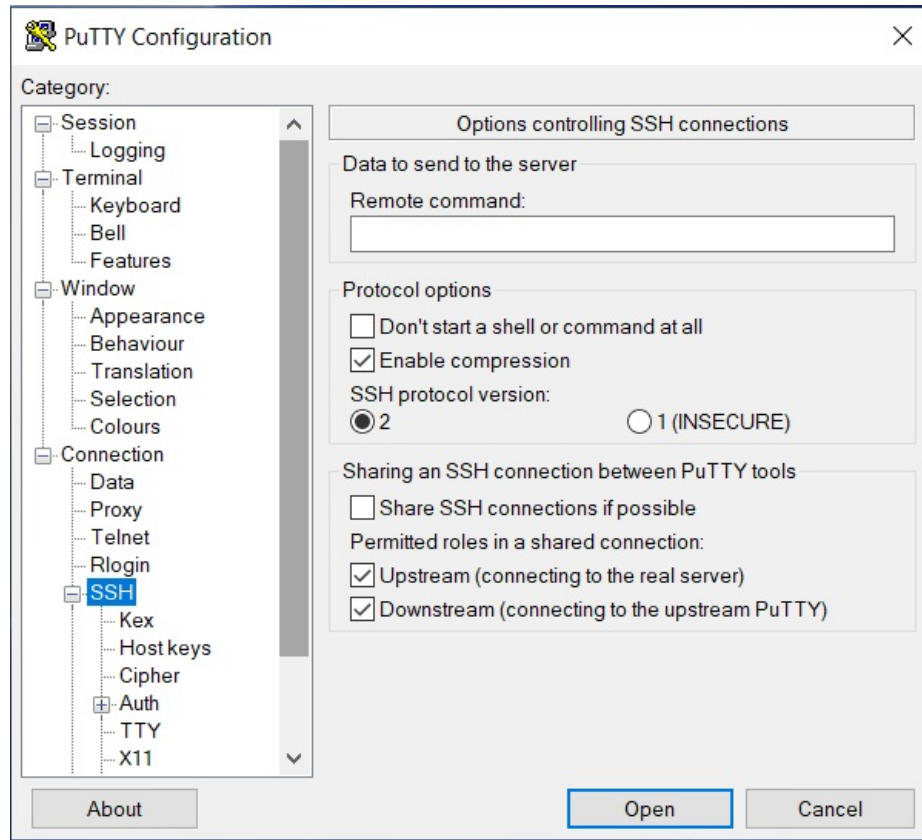 PuTTY Configuration
Category:
Session
Logging
Terminal
Keyboard
Bell
Features
Window
Appearance
Behaviour
Translation
Selection
Colours
Connection
Data
Proxy
Telnet
Rlogin
SSH
Kex
Host keys
Cipher
Auth
TTY
X11
Options controlling SSH connections
Data to send to the server
Remote command:
Protocol options
Don't start a shell or command at all
Enable compression
SSH protocol version:
2 1 (INSECURE)
Sharing an SSH connection between PuTTY tools
Share SSH connections if possible
Permitted roles in a shared connection:
Upstream (connecting to the real server)
Downstream (connecting to the upstream PuTTY)
About Open Cancel